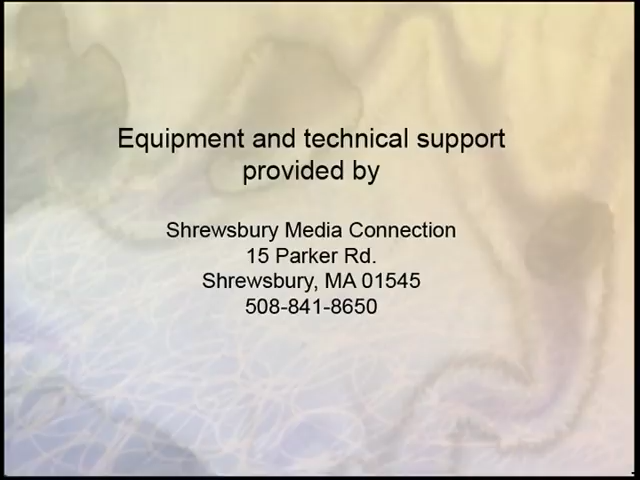 Equipment and technical support
provided by
Shrewsbury Media Connection
15 Parker Rd.
Shrewsbury, MA 01545
508-841-8650